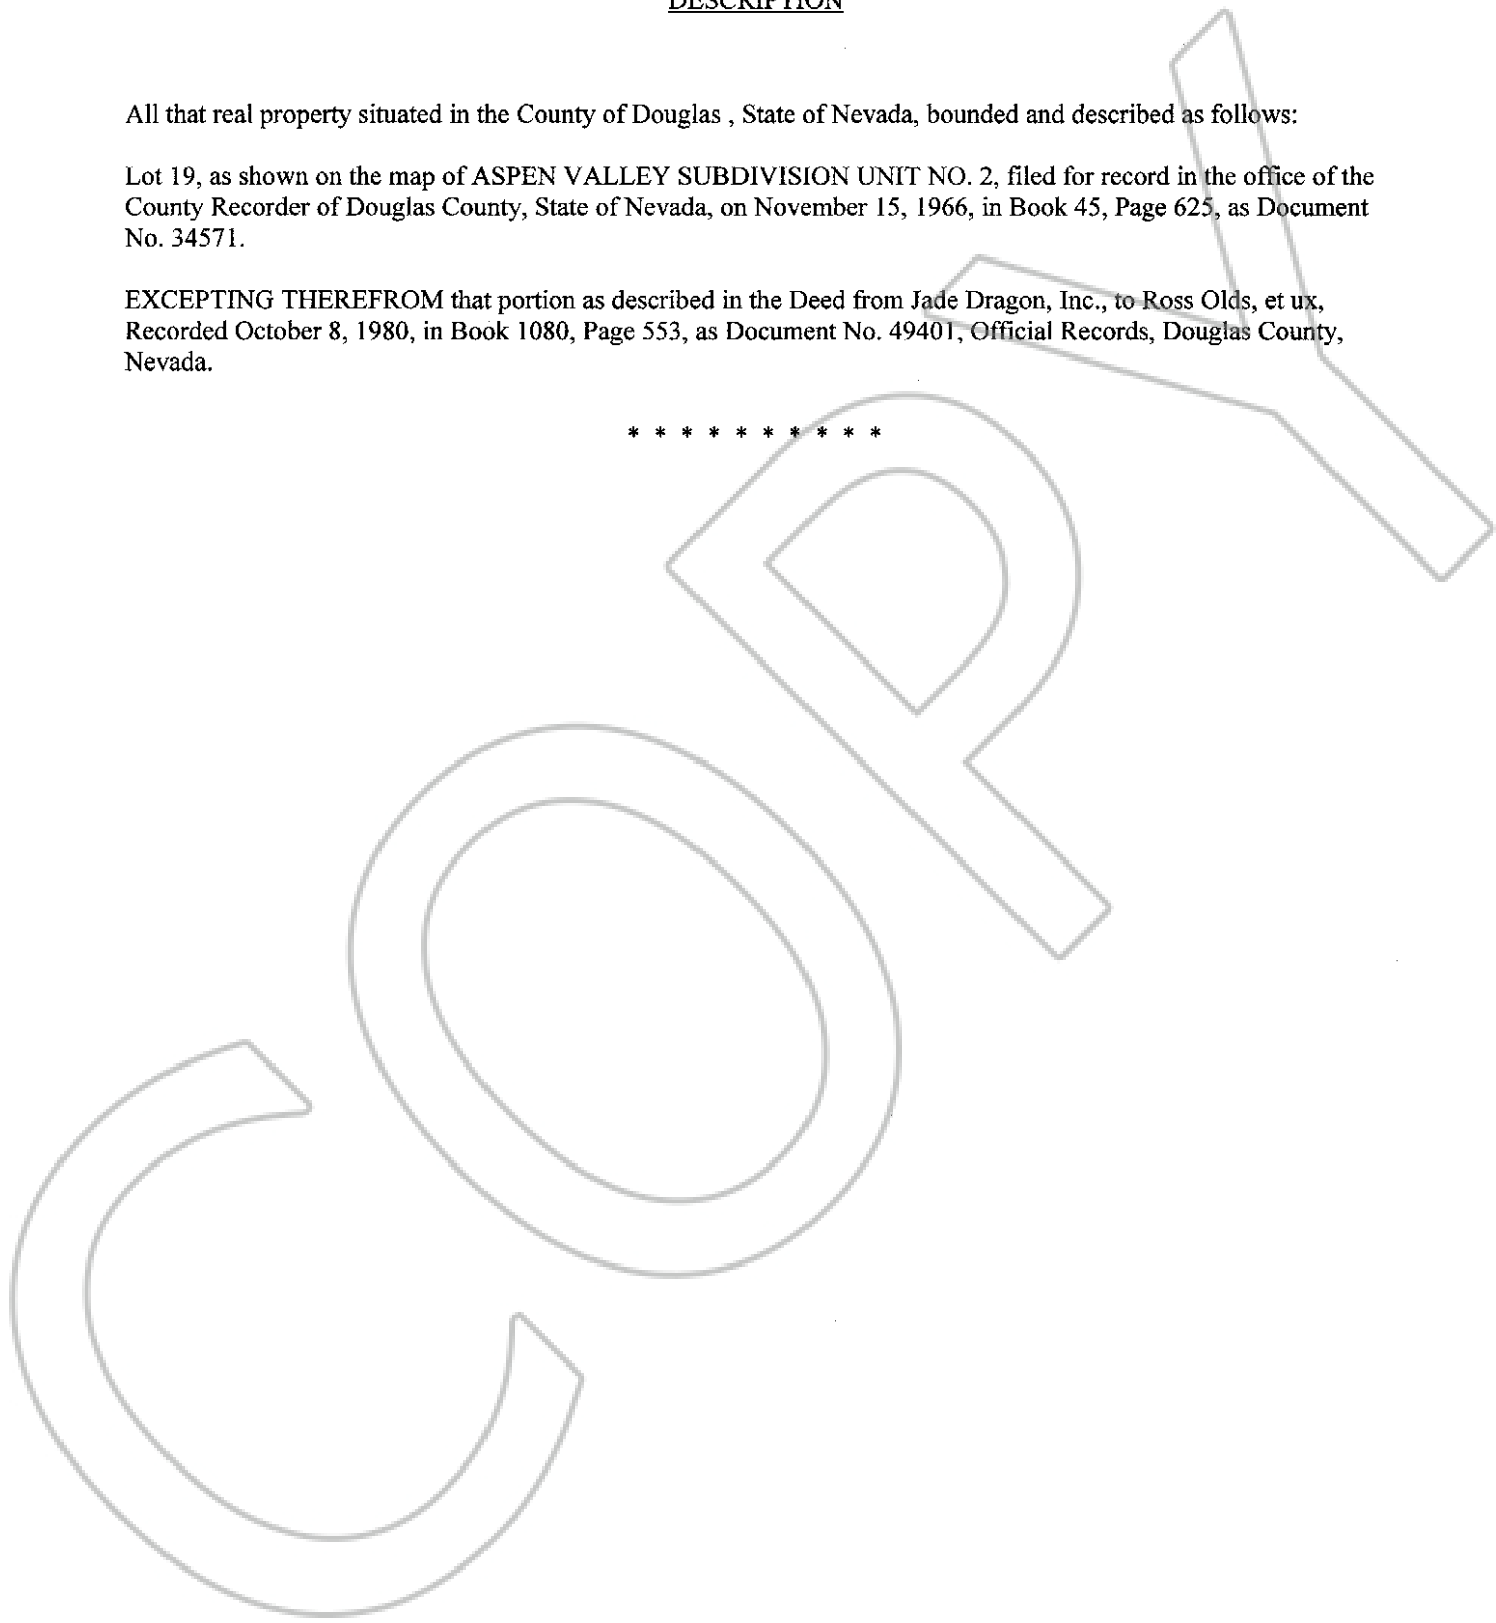 DESCRIPTION
All that real property situated in the County of Douglas , State of Nevada, bounded and described as follows:
Lot 19, as shown on the map of ASPEN VALLEY SUBDIVISION UNIT NO. 2, filed for record in the office of the
County Recorder of Douglas County, State of Nevada, on November 15, 1966, in Book 45, Page 625, as Document
No. 34571.
EXCEPTING THEREFROM that portion as described in the Deed from Jade Dragon, Inc., to Ross Olds, et ux,
Recorded October 8, 1980, in Book 1080, Page 553, as Document No. 49401, Official Records, Douglas County,
Nevada.
* * * * * * * * * *
COPY